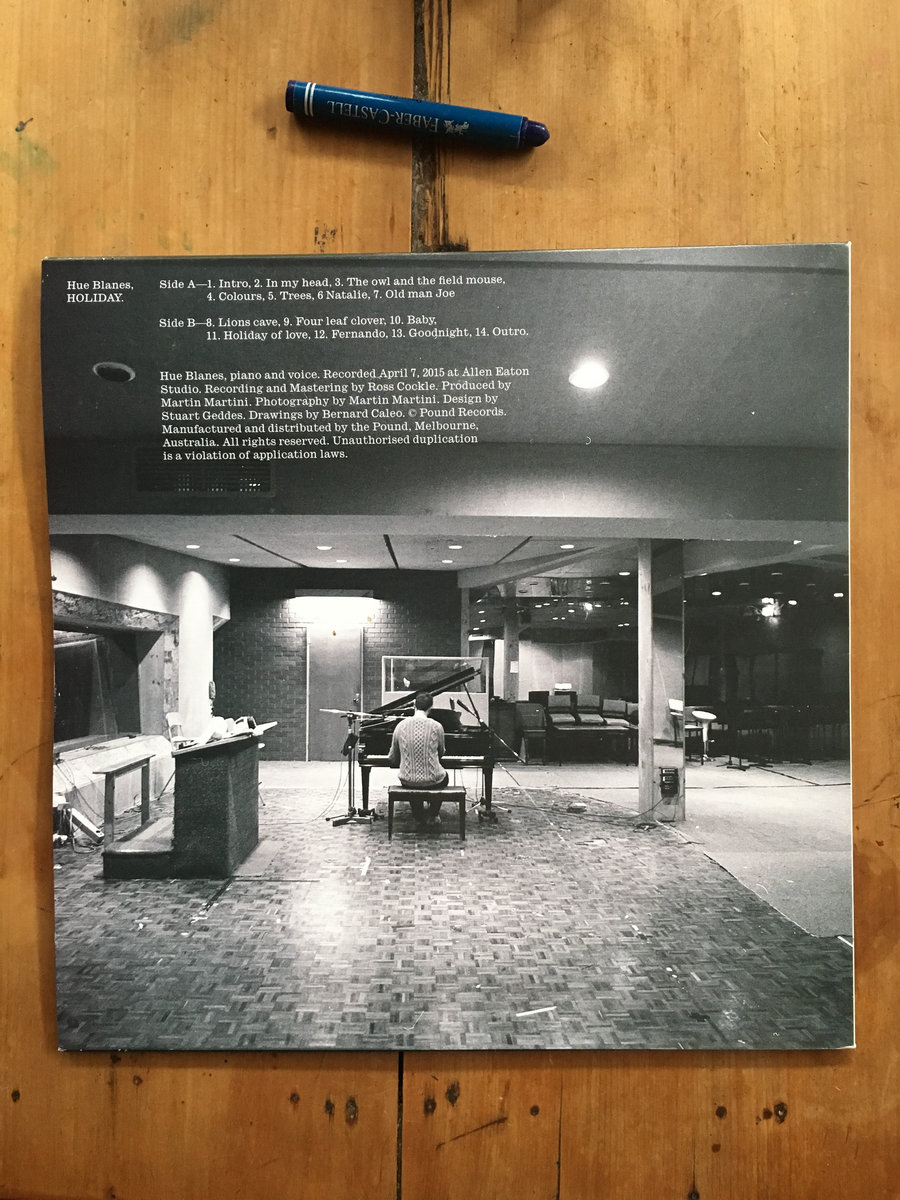 FABER-CASTELL
Hue Blanes,
HOLIDAY.
Side A—1. Intro, 2. In my head, 3. The owl and the field mouse,
4. Colours, 5. Trees, 6 Natalie, 7. Old man Joe
Side B—8. Lions cave, 9. Four leaf clover, 10. Baby,
11. Holiday of love, 12. Fernando, 13. Goodnight, 14. Outro.
Hue Blanes, piano and voice. Recorded April 7, 2015 at Allen Eaton
Studio. Recording and Mastering by Ross Cockle. Produced by
Martin Martini. Photography by Martin Martini. Design by
Stuart Geddes. Drawings by Bernard Caleo. © Pound Records.
Manufactured and distributed by the Pound, Melbourne,
Australia. All rights reserved. Unauthorised duplication
is a violation of application laws.